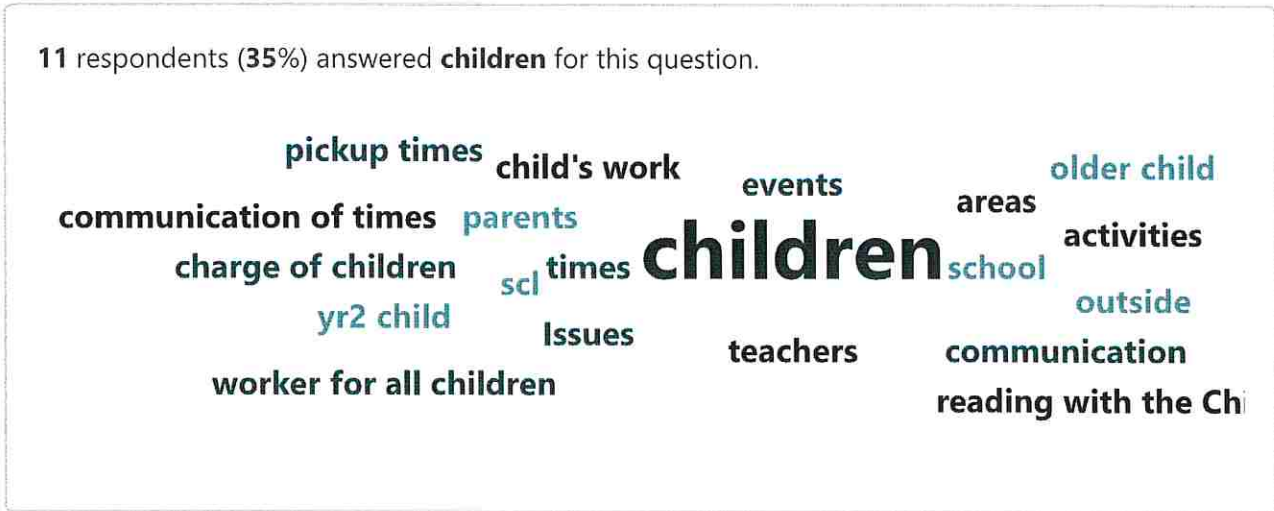 11 respondents (35%) answered children for this question.
pickup times
child's work
older child
events
areas
communication of times
parents
activities
children
charge of children
scl
times
school
outside
yr2 child
Issues
teachers
communication
worker for all children
reading with the Chi